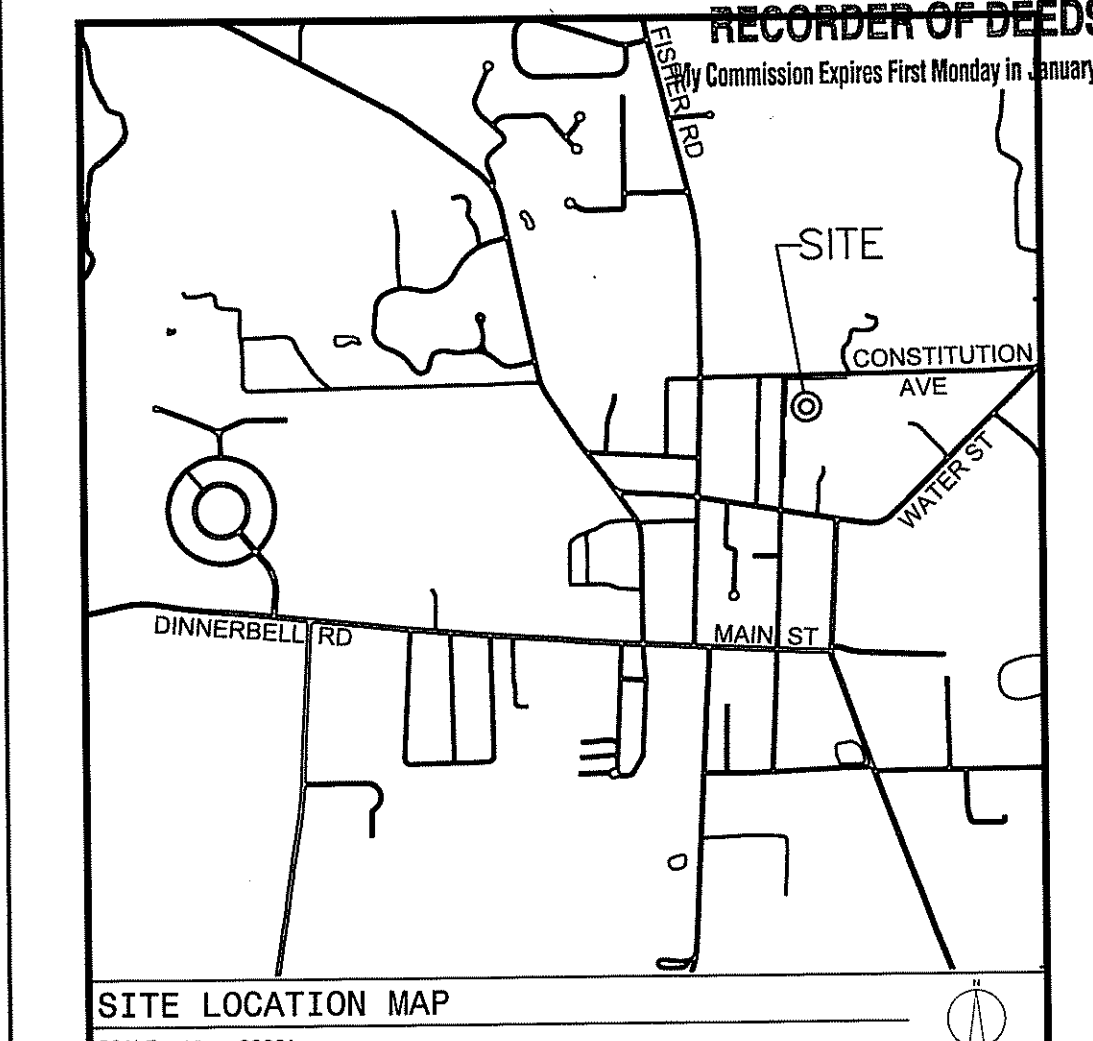 RECORDER OF DEEDS
My Commission Expires First Monday in January
FISHER RD
SITE
CONSTITUTION
AVE
WATER ST
DINNERBELL RD
MAIN ST
SITE LOCATION MAP
N